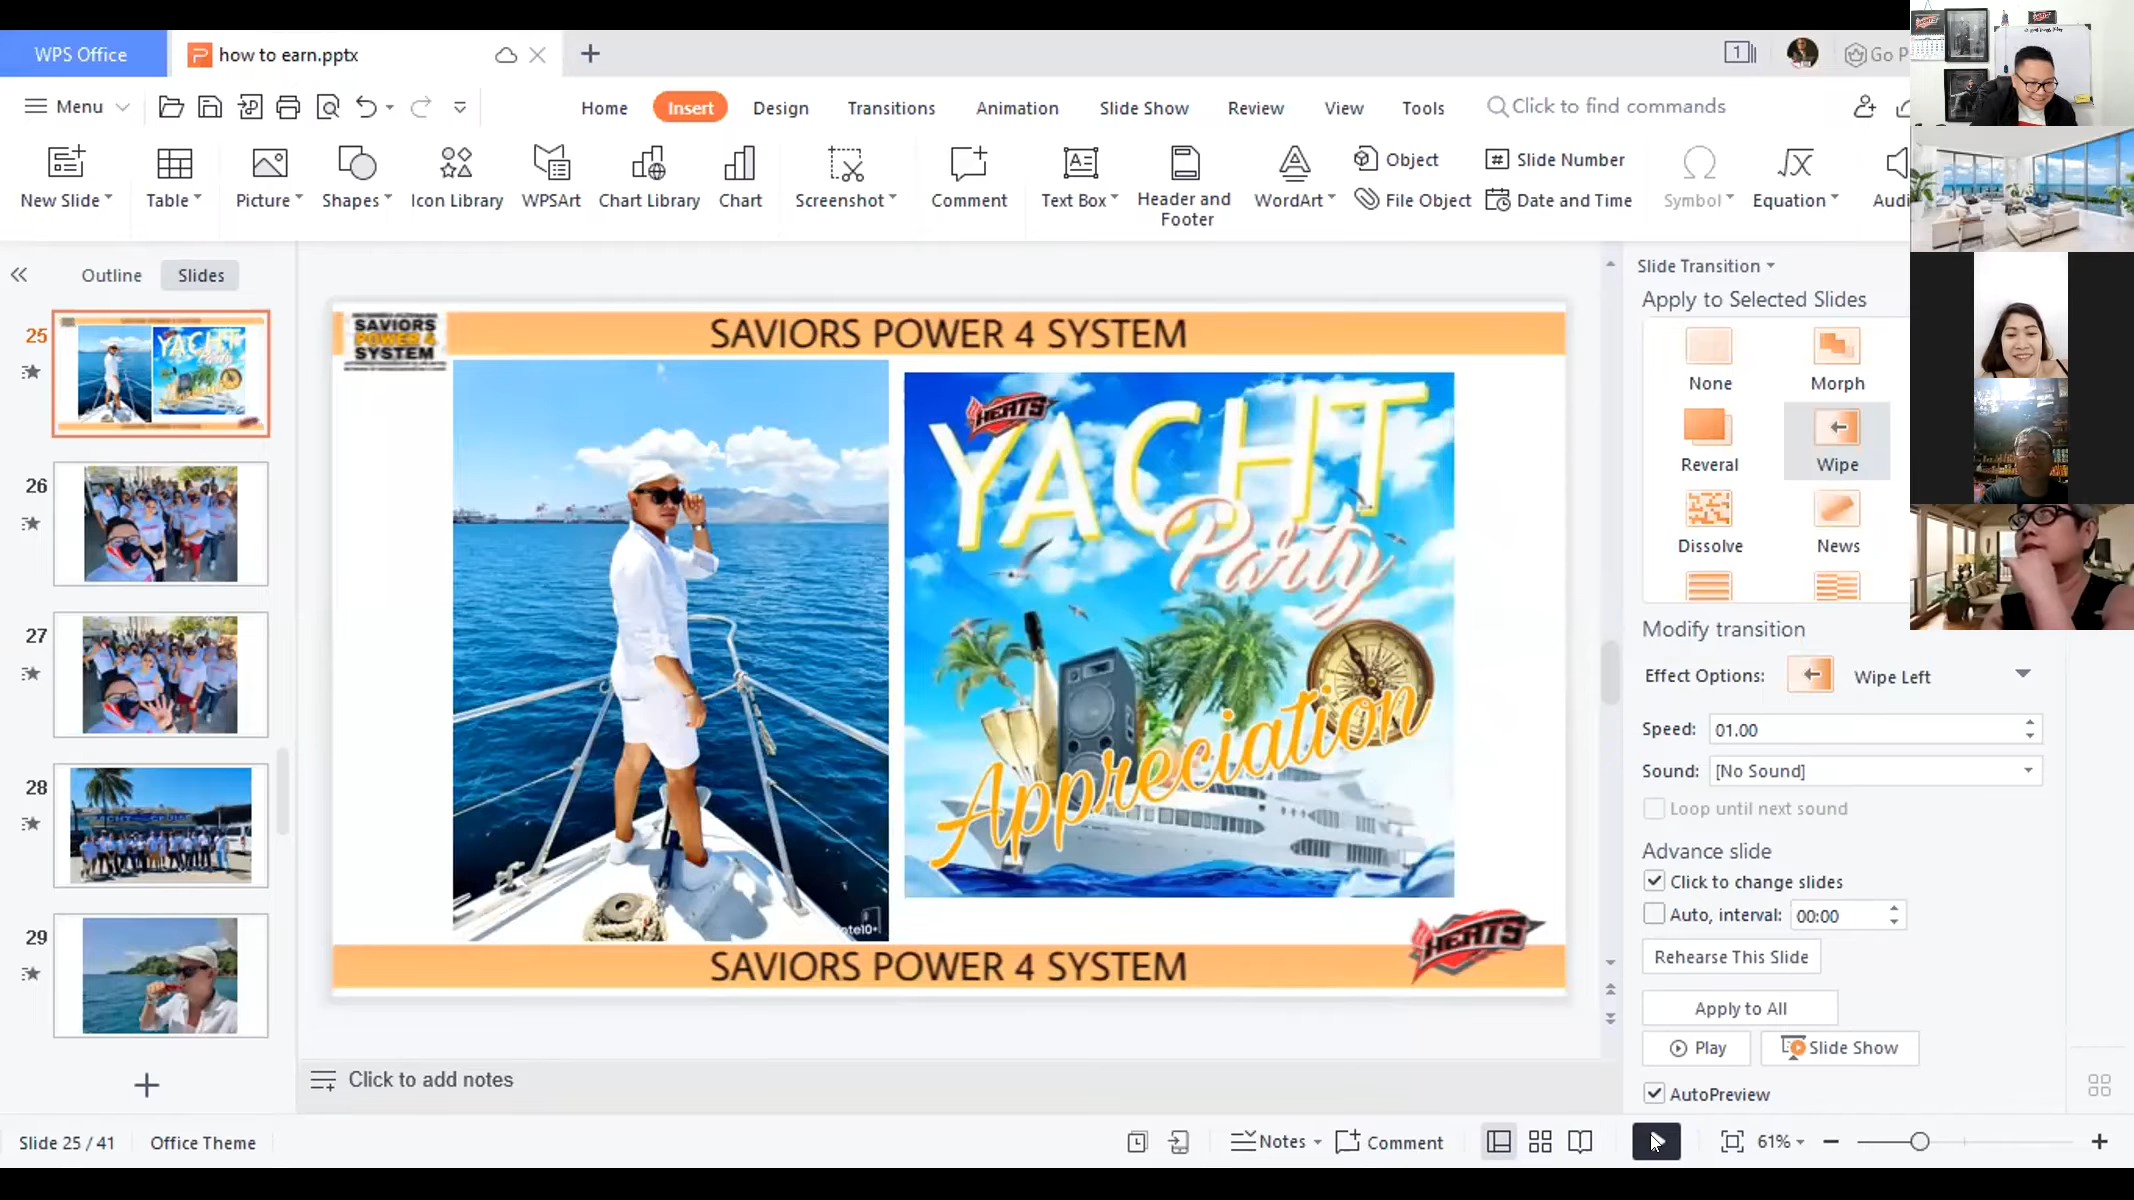 WPS Office
how to earn.pptx
Go P
Menu
Home
Insert
Design
Transitions
Animation
Slide Show
Review
View
Tools
Click to find commands
New Slide
Table
Picture
Shapes
Icon Library
WPSArt
Chart Library
Chart
Screenshot
Comment
Text Box
Header and
Footer
WordArt
Object
File Object
Slide Number
Date and Time
Symbol
Equation
Audi
Outline
Slides
25
26
27
28
29
SAVIORS
POWER 4
SYSTEM
SAVIORS POWER 4 SYSTEM
HEATS
YACHT
Party
Appreciation
ote10+
HEATS
SAVIORS POWER 4 SYSTEM
Slide Transition
Apply to Selected Slides
None
Morph
Reveral
Wipe
Dissolve
News
Modify transition
Effect Options:
Wipe Left
Speed:
01.00
Sound:
[No Sound]
Loop until next sound
Advance slide
Click to change slides
Auto, interval:
00:00
Rehearse This Slide
Apply to All
Play
Slide Show
AutoPreview
Click to add notes
Slide 25 / 41
Office Theme
Notes
Comment
61%